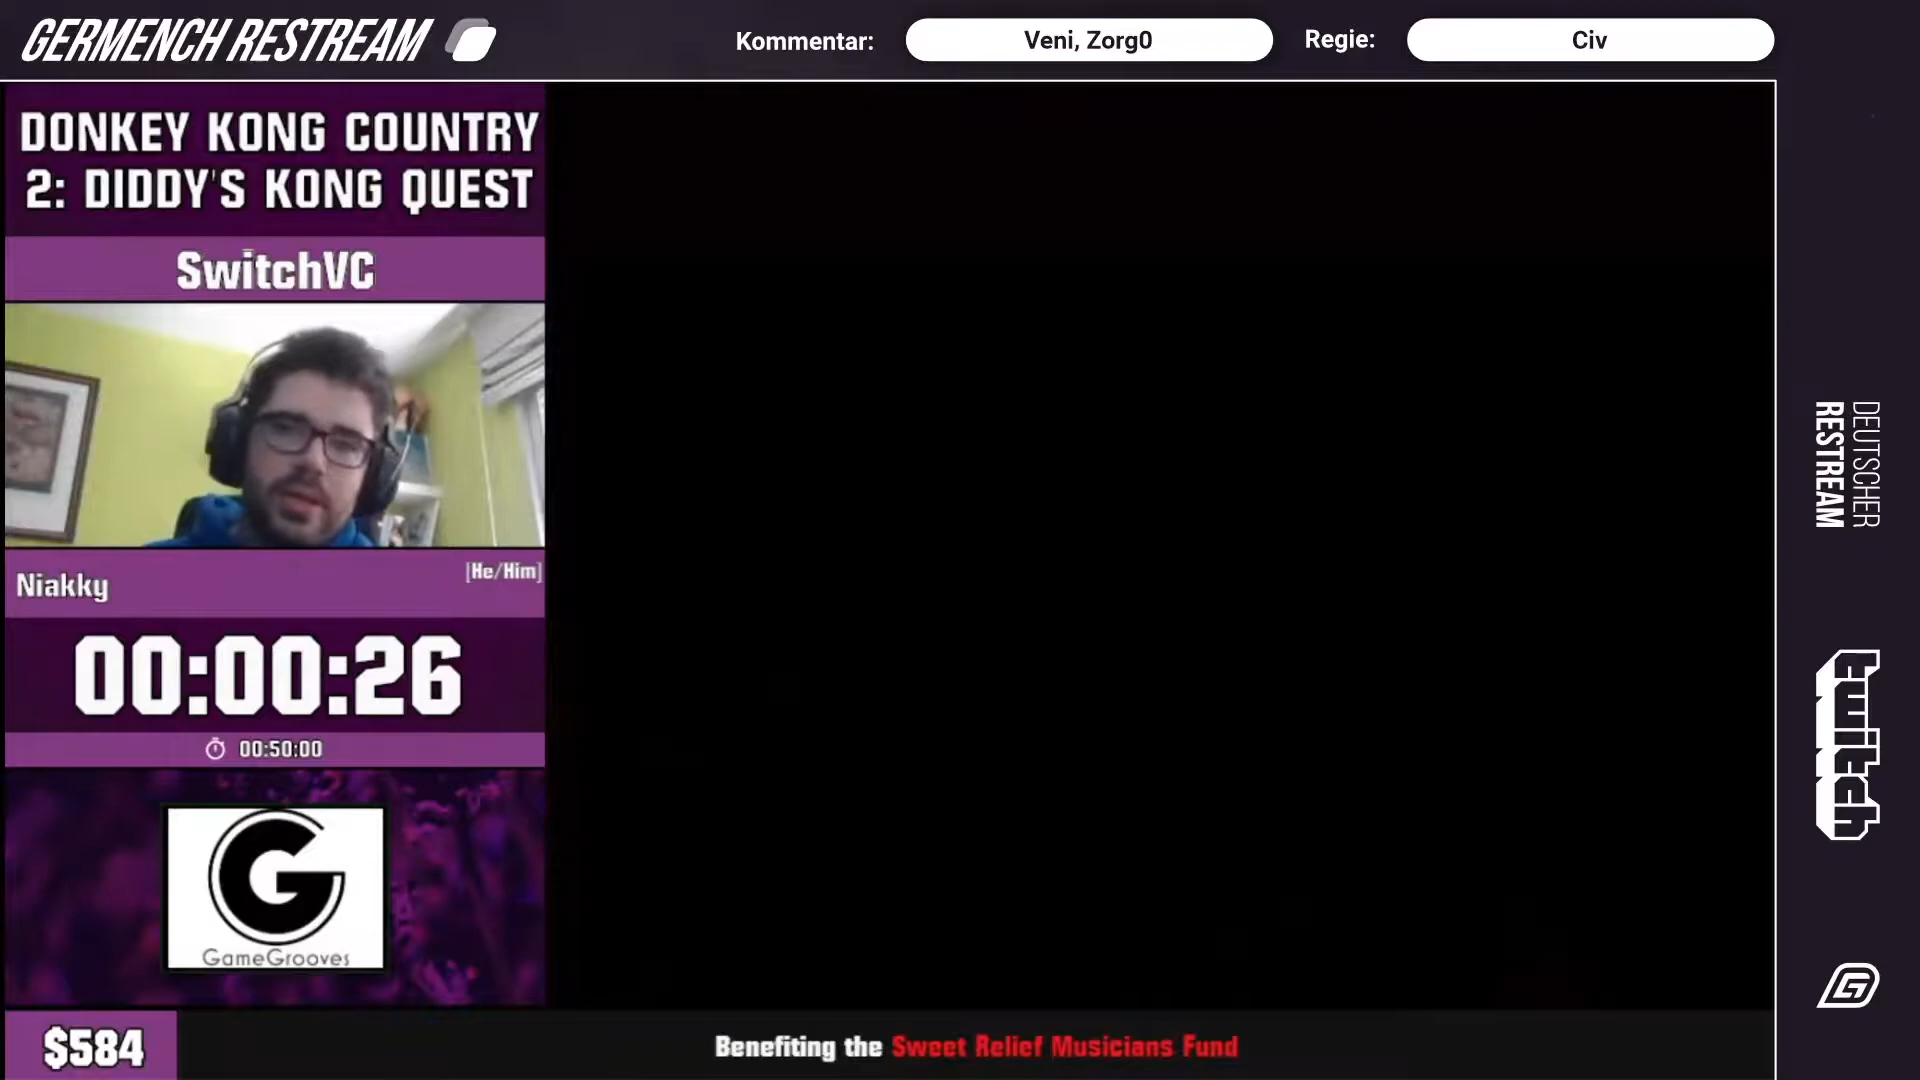 GERMENCH RESTREAM
Kommentar:
Veni, Zorg0
Regie:
Civ
DONKEY KONG COUNTRY
2: DIDDY'S KONG QUEST
SwitchVC
Niakky
[He/Him]
00:00:26
00:50:00
G
GameGrooves
$584
Benefiting the Sweet Relief Musicians Fund
DEUTSCHER
RESTREAM
twitch
G